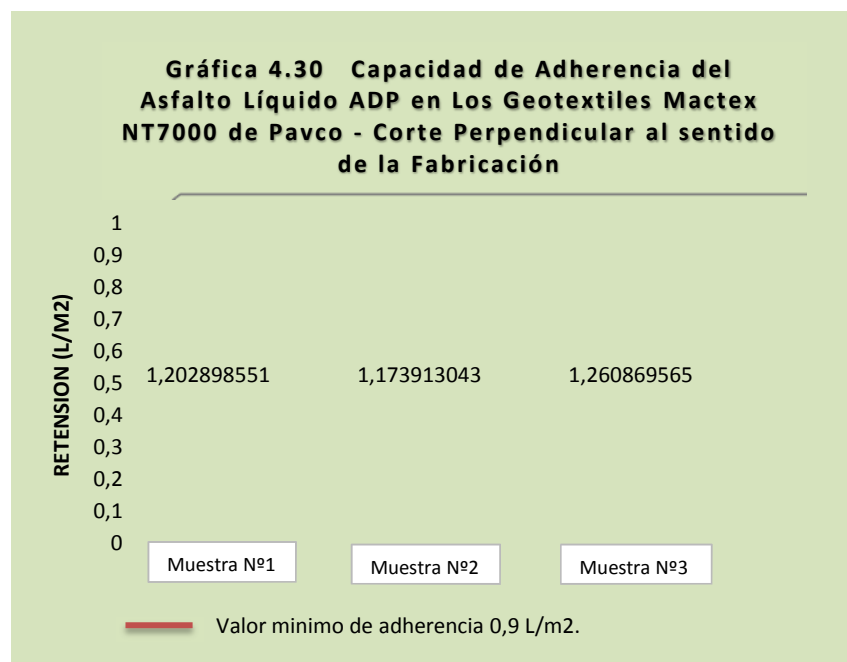 Gráfica 4.30 Capacidad de Adherencia del
Asfalto Líquido ADP en Los Geotextiles Mactex
NT7000 de Pavco - Corte Perpendicular al sentido
de la Fabricación
RETENSION (L/M2)
1
0,9
0,8
0,7
0,6
0,5
0,4
0,3
0,2
0,1
0
1,202898551
1,173913043
1,260869565
Muestra Nº1
Muestra Nº2
Muestra Nº3
Valor minimo de adherencia 0,9 L/m2.